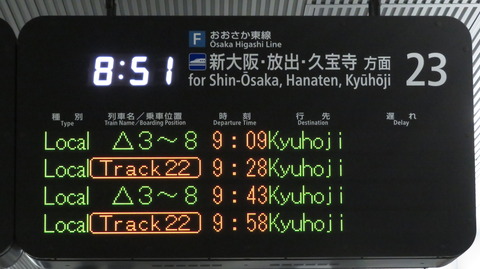 F おおさか東線
Ōsaka Higashi Line
8:51 新大阪・放出・久宝寺 方面 23
for Shin-Ōsaka, Hanaten, Kyūhōji
種別 列車名／乗車位置 時刻 行先 遅れ
Type Train Name/Boarding Position Departure Time Destination Delay
Local △3〜8 9:09 Kyuhoji
Local Track22 9:28 Kyuhoji
Local △3〜8 9:43 Kyuhoji
Local Track22 9:58 Kyuhoji